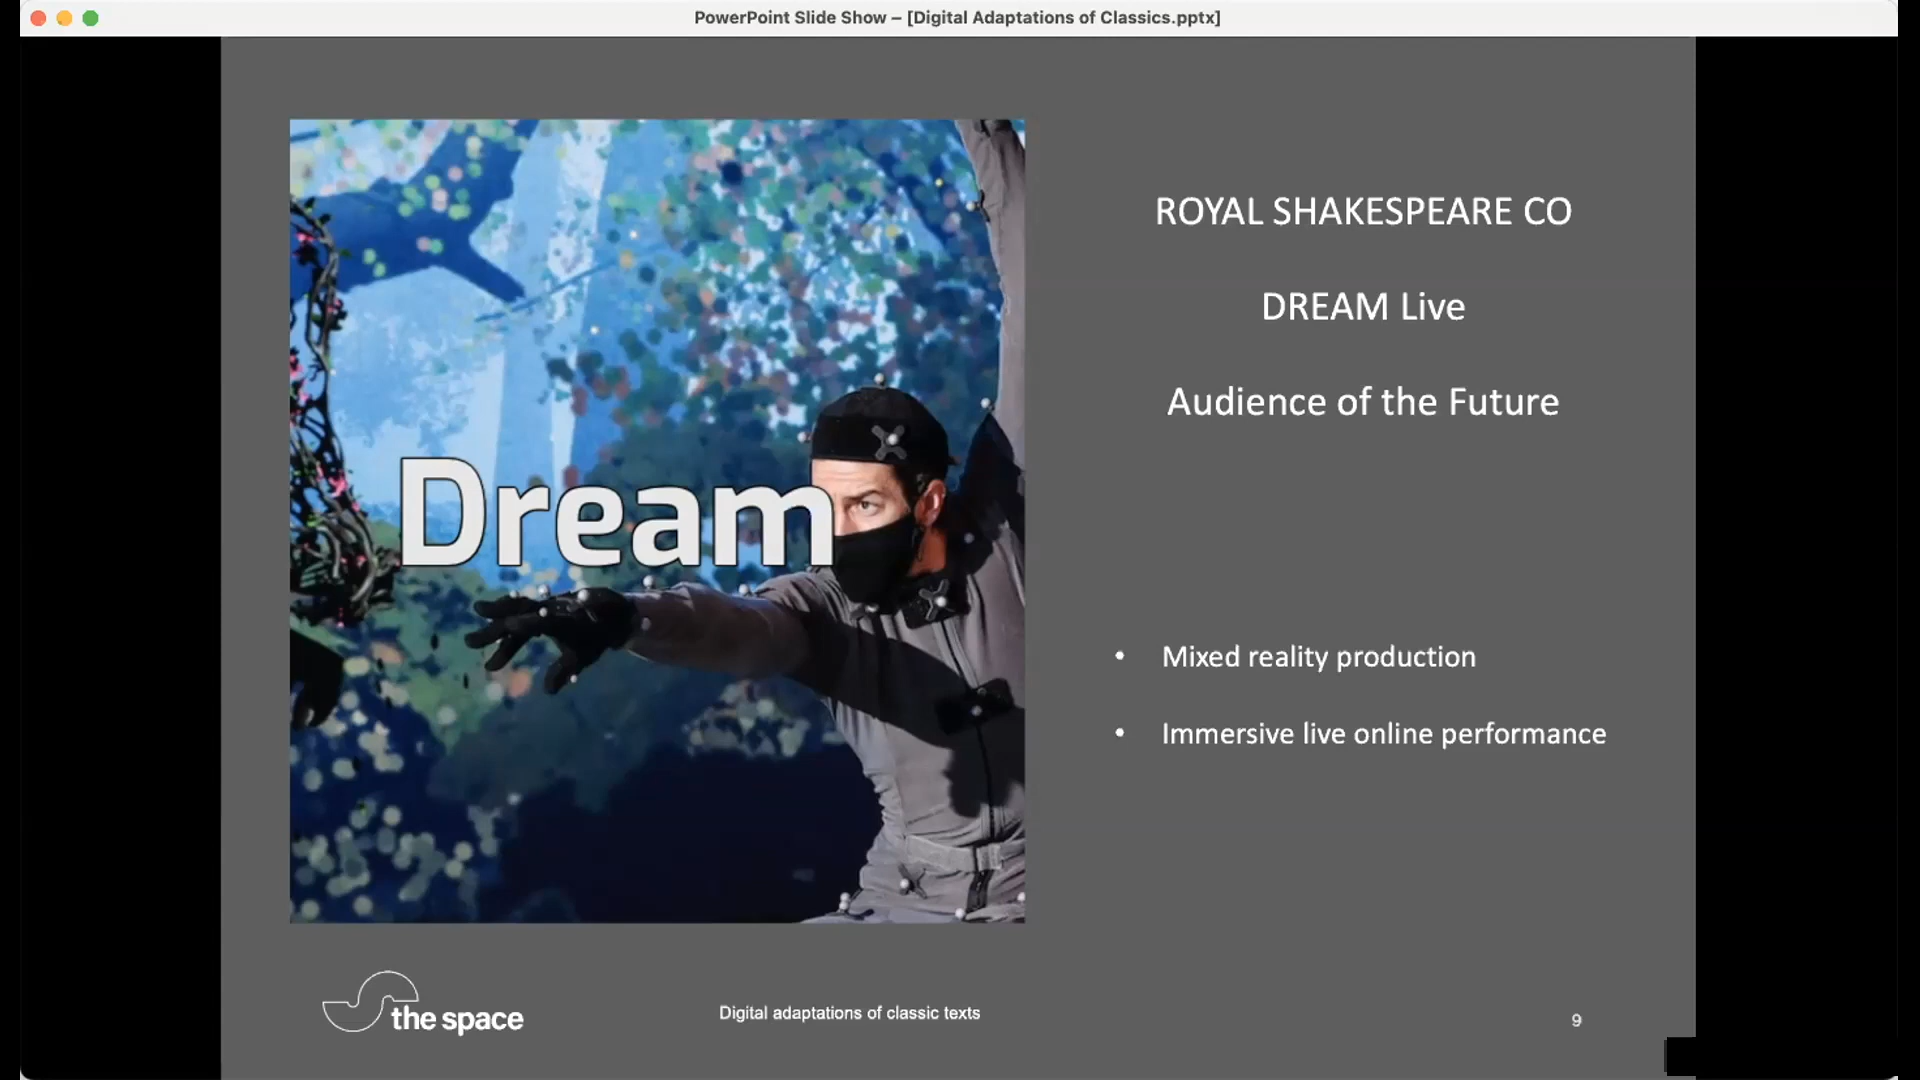 PowerPoint Slide Show – [Digital Adaptations of Classics.pptx]
ROYAL SHAKESPEARE CO
DREAM Live
Audience of the Future
Dream
• Mixed reality production
• Immersive live online performance
the space
Digital adaptations of classic texts
9